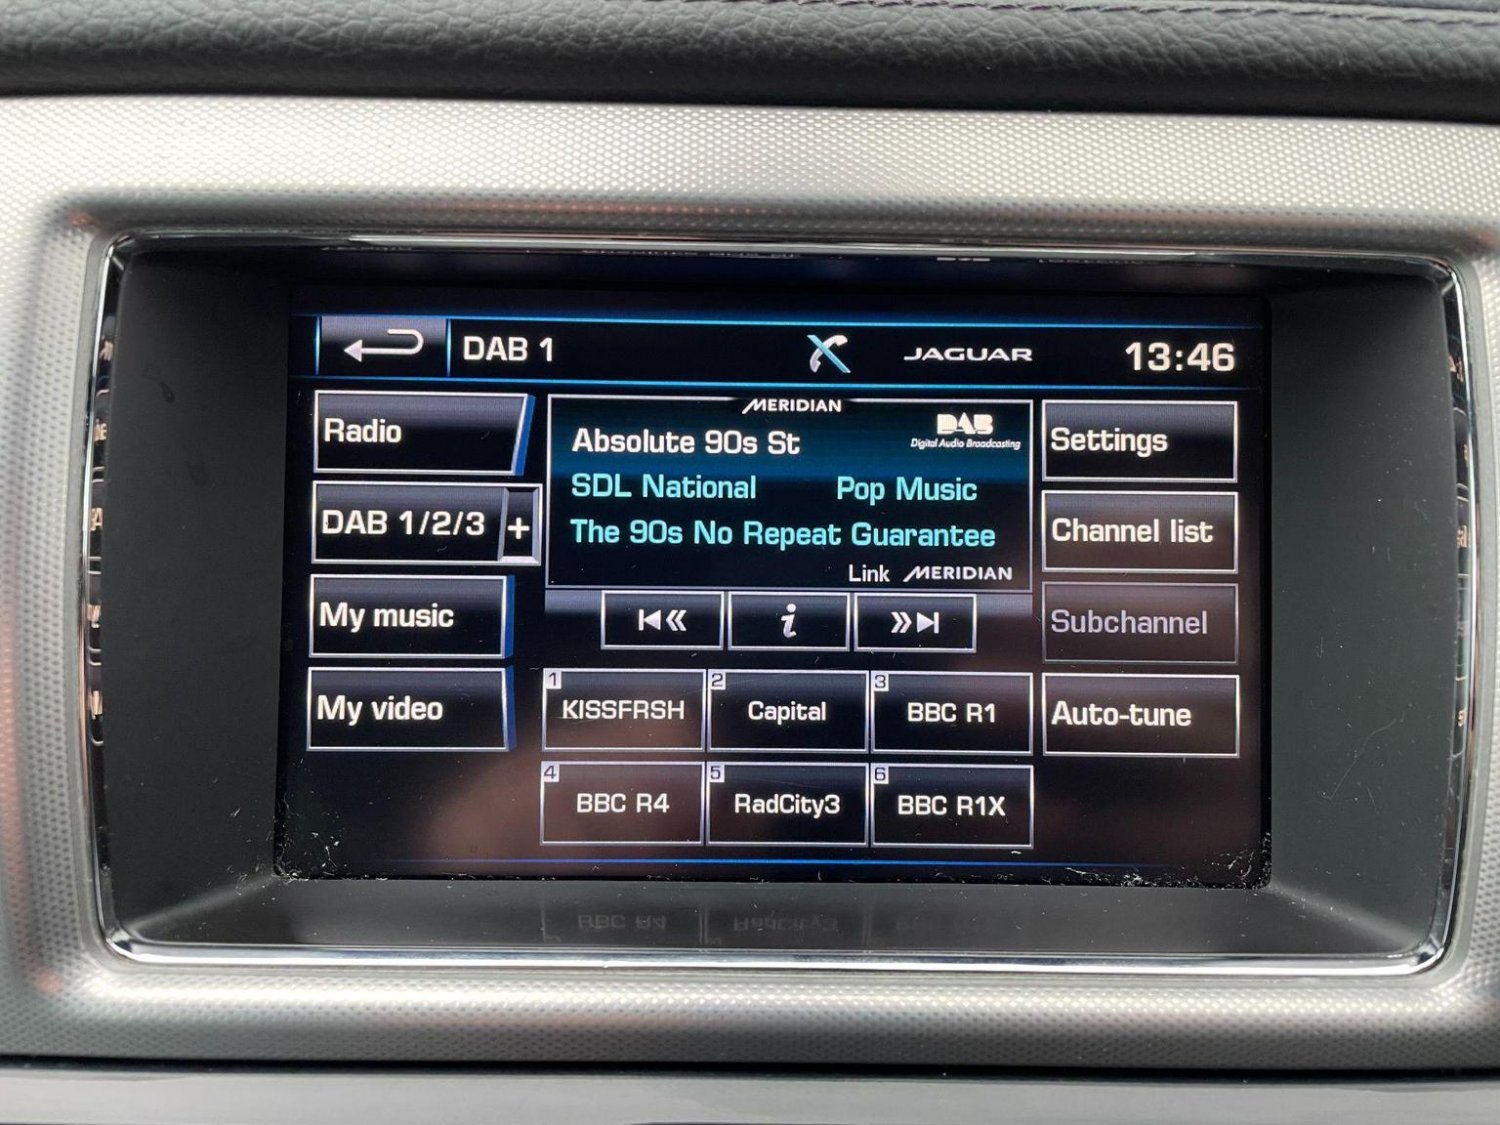 DAB 1
JAGUAR
13:46
Radio
DAB 1/2/3 +
My music
My video
MERIDIAN
Absolute 90s St
DAB
Digital Audio Broadcasting
SDL National
Pop Music
The 90s No Repeat Guarantee
Link MERIDIAN
i
Settings
Channel list
Subchannel
Auto-tune
1
KISSFRSH
2
Capital
3
BBC R1
4
BBC R4
5
RadCity3
6
BBC R1X